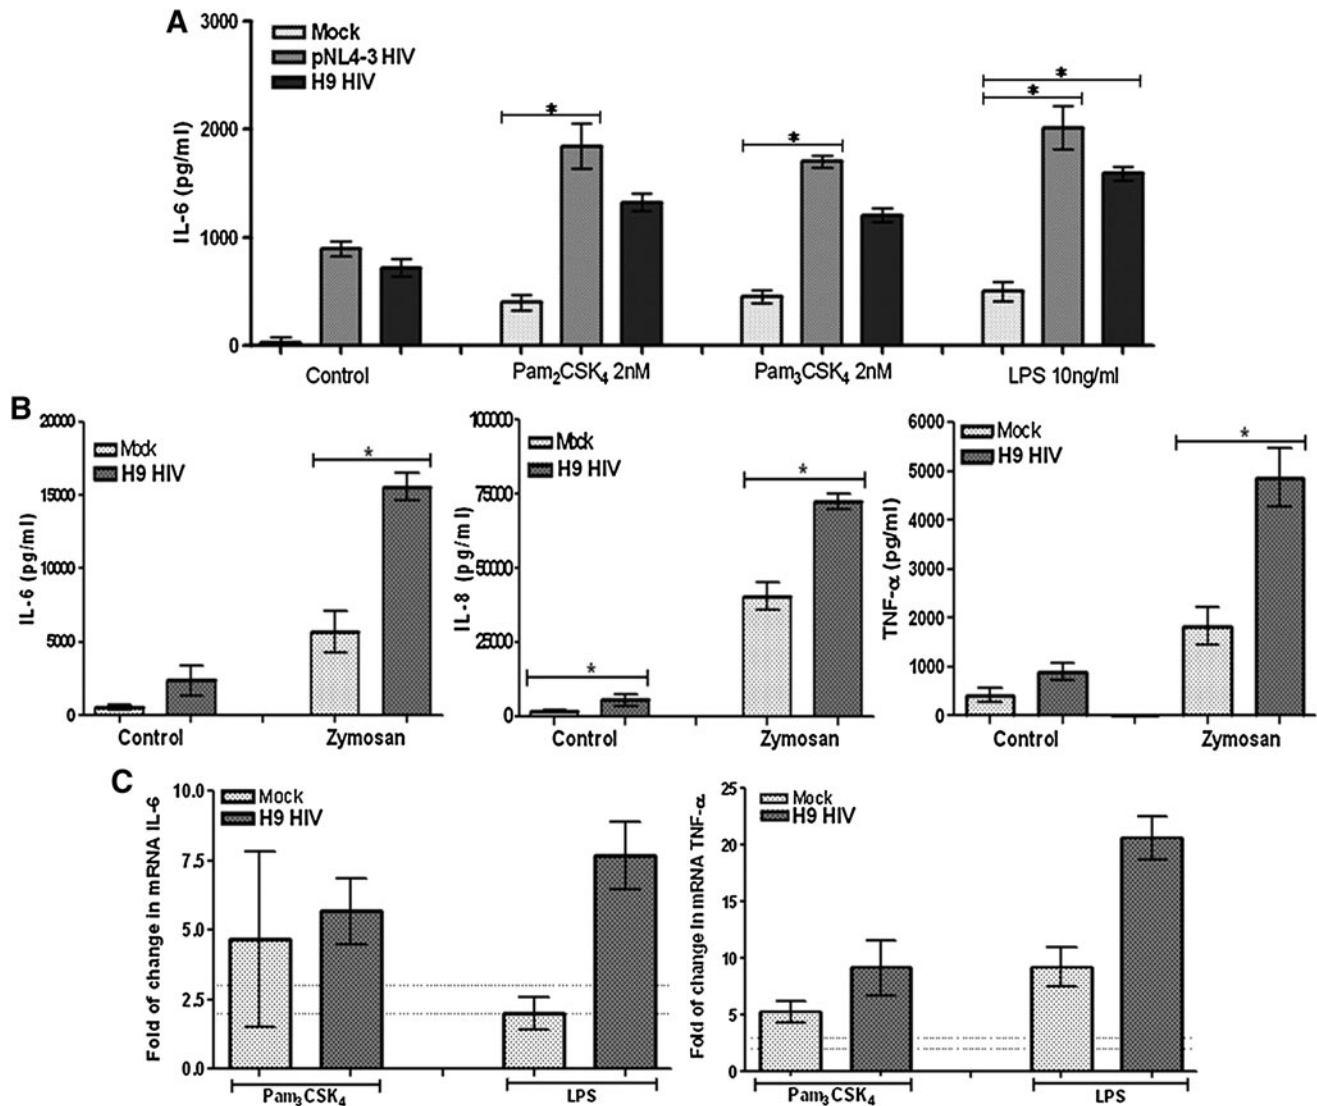 A
3000
2000
1000
0
IL-6 (pg/ml)
Mock
pNL4-3 HIV
H9 HIV
*
*
*
*
Control
Pam2CSK4 2nM
Pam3CSK4 2nM
LPS 10ng/ml
B
20000
15000
10000
5000
0
IL-6 (pg/ml)
Mock
H9 HIV
*
Control
Zymosan
100000
75000
50000
25000
0
IL-8 (pg/ml)
Mock
H9 HIV
*
*
Control
Zymosan
6000
5000
4000
3000
2000
1000
0
TNF-α (pg/ml)
Mock
H9 HIV
*
Control
Zymosan
C
10.0
7.5
5.0
2.5
0.0
Fold of change in mRNA IL-6
Mock
H9 HIV
Pam3CSK4
LPS
25
20
15
10
5
0
Fold of change in mRNA TNF-α
Mock
H9 HIV
Pam3CSK4
LPS